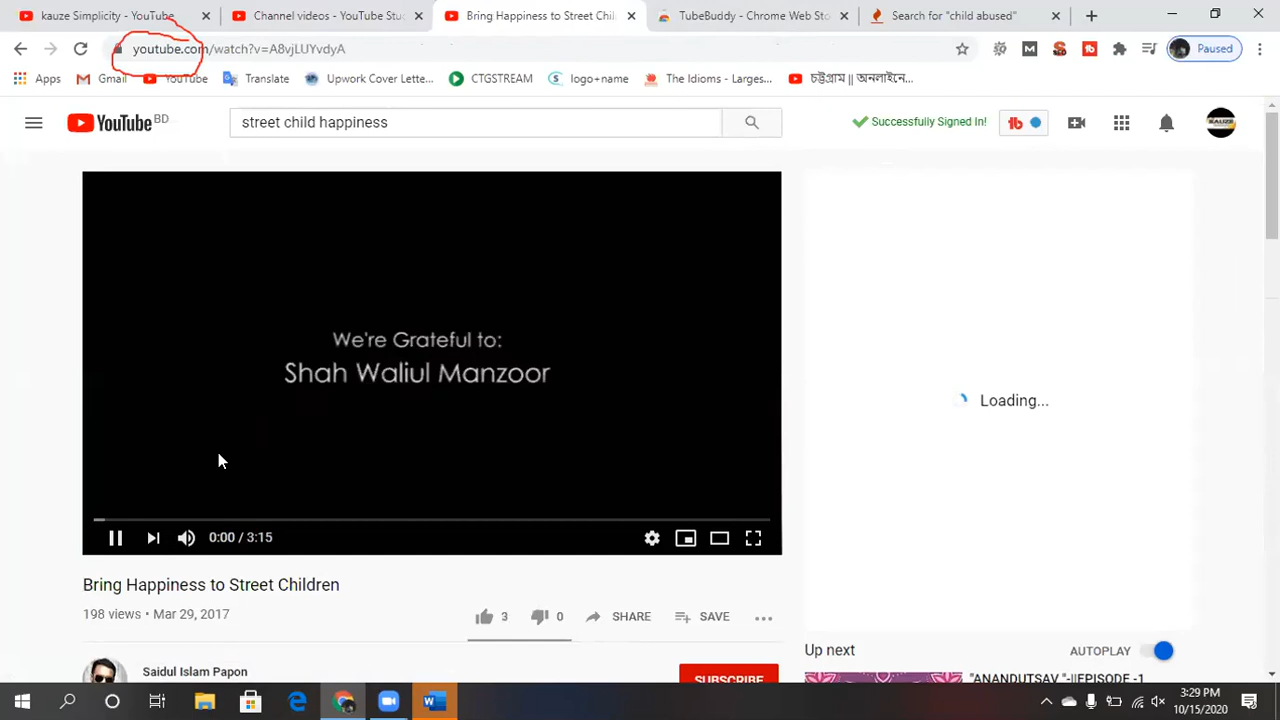 kauze Simplicity - YouTube
Channel videos - YouTube Stu
Bring Happiness to Street Chil
TubeBuddy - Chrome Web Sto
Search for "child abused"
youtube.com/watch?v=A8vjLUYvdyA
Paused
Apps
Gmail
YouTube
Translate
Upwork Cover Lette...
CTGSTREAM
logo+name
The Idioms - Larges...
চট্টগ্রাম || অনলাইনে...
YouTube BD
street child happiness
Successfully Signed In!
tb
We're Grateful to:
Shah Waliul Manzoor
Loading...
0:00 / 3:15
Bring Happiness to Street Children
198 views • Mar 29, 2017
3
0
SHARE
SAVE
Up next
AUTOPLAY
Saidul Islam Papon
SUBSCRIBE
"ANANDUTSAV "-||EPISODE -1
3:29 PM
10/15/2020